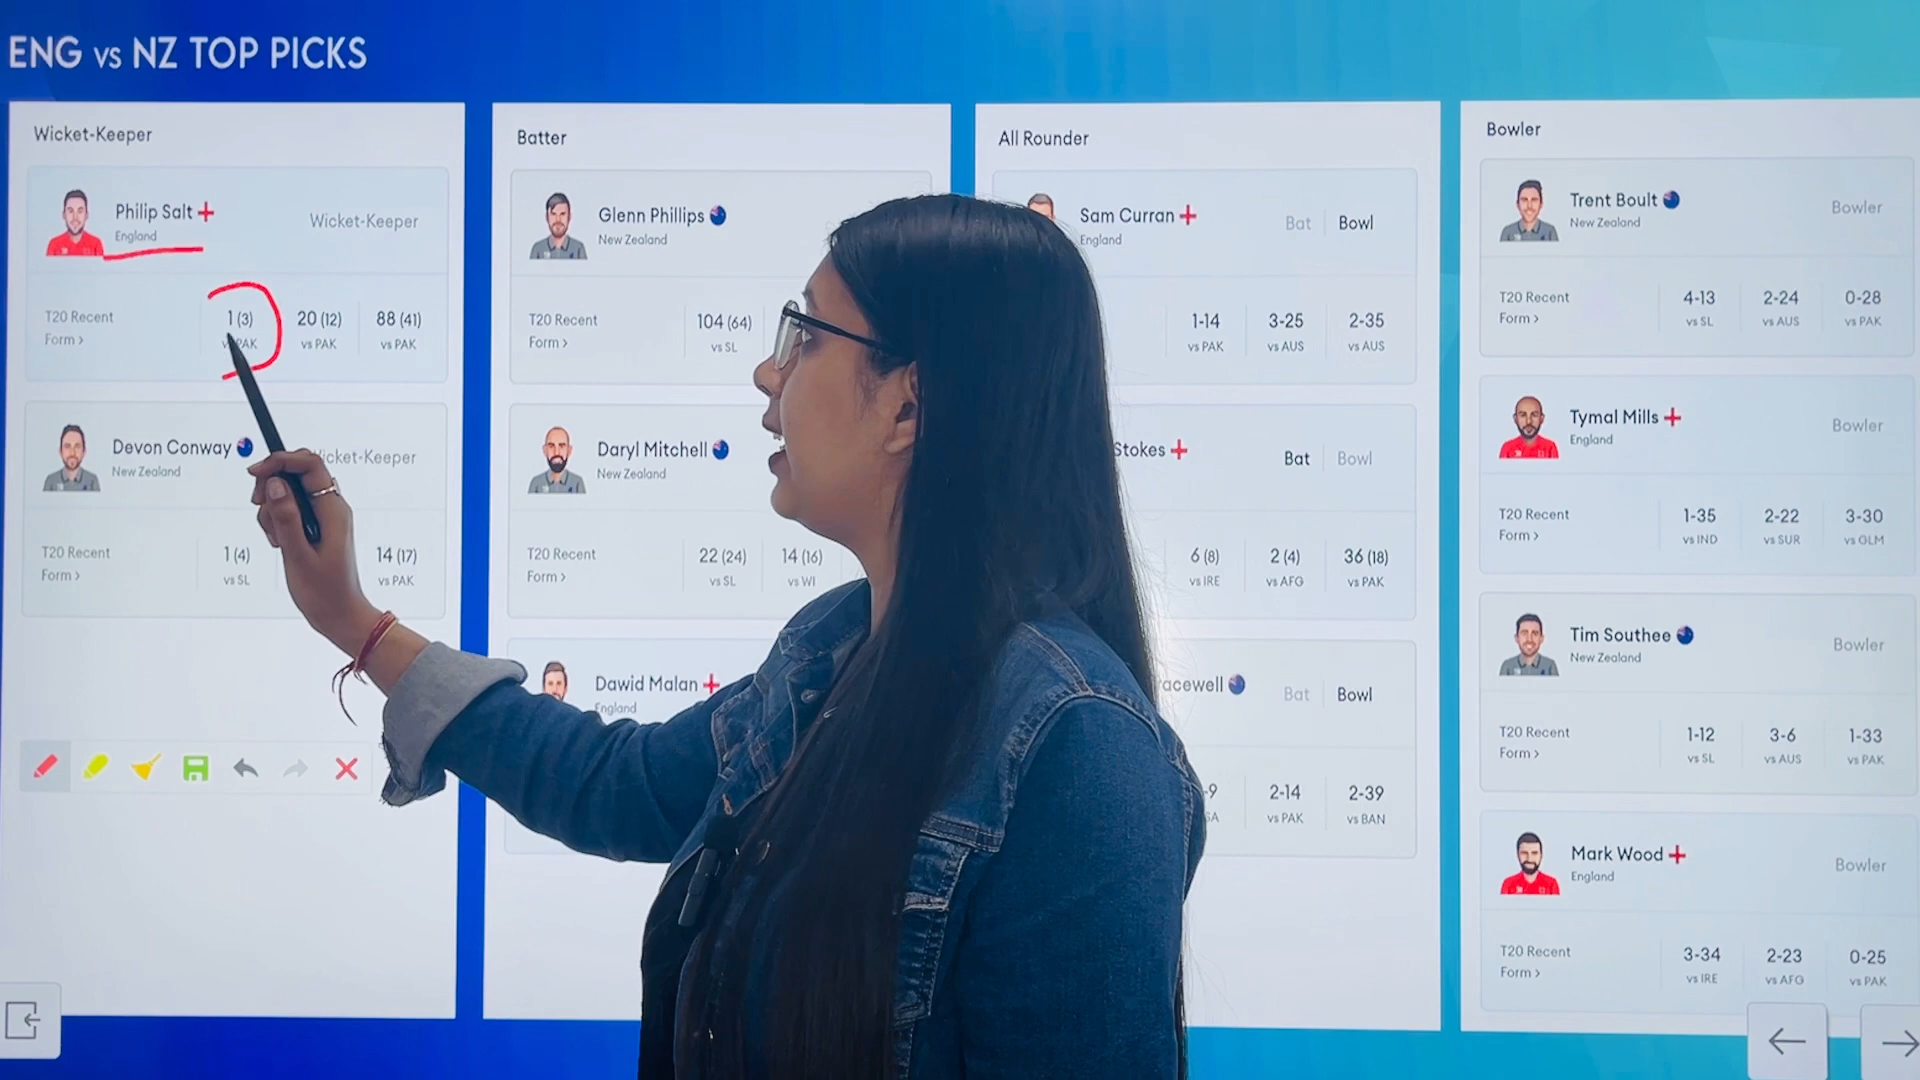 ENG vs NZ TOP PICKS
Wicket-Keeper
Philip Salt
England
Wicket-Keeper
T20 Recent
Form >
1 (3)
vs PAK
20 (12)
vs PAK
88 (41)
vs PAK
Devon Conway
New Zealand
Wicket-Keeper
T20 Recent
Form >
1 (4)
vs SL
14 (17)
vs PAK
Batter
Glenn Phillips
New Zealand
T20 Recent
Form >
104 (64)
vs SL
Daryl Mitchell
New Zealand
T20 Recent
Form >
22 (24)
vs SL
14 (16)
vs WI
Dawid Malan
England
All Rounder
Sam Curran
England
Bat
Bowl
1-14
vs PAK
3-25
vs AUS
2-35
vs AUS
Stokes
Bat
Bowl
6 (8)
vs IRE
2 (4)
vs AFG
36 (18)
vs PAK
acewell
Bat
Bowl
-9
2-14
vs PAK
2-39
vs BAN
Bowler
Trent Boult
New Zealand
Bowler
T20 Recent
Form >
4-13
vs SL
2-24
vs AUS
0-28
vs PAK
Tymal Mills
England
Bowler
T20 Recent
Form >
1-35
vs IND
2-22
vs SUR
3-30
vs GLM
Tim Southee
New Zealand
Bowler
T20 Recent
Form >
1-12
vs SL
3-6
vs AUS
1-33
vs PAK
Mark Wood
England
Bowler
T20 Recent
Form >
3-34
vs IRE
2-23
vs AFG
0-25
vs PAK